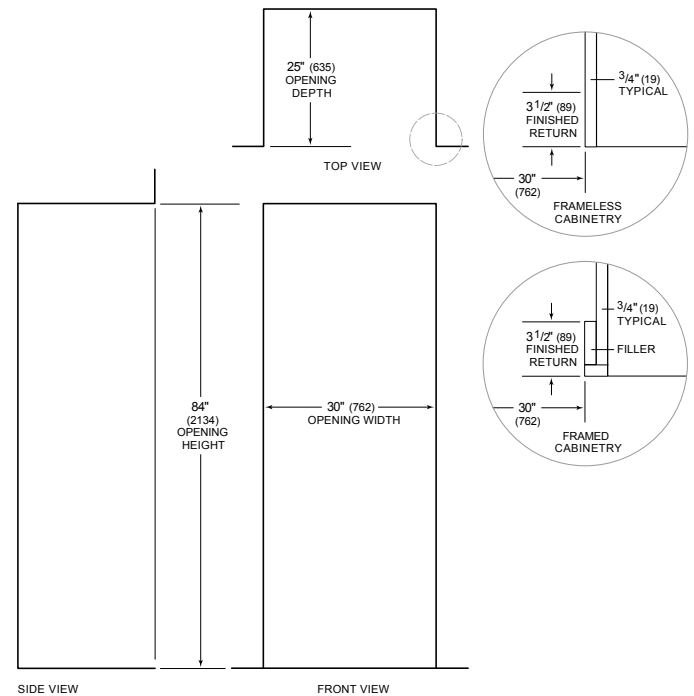 25" (635)
OPENING
DEPTH
TOP VIEW
3/4" (19)
TYPICAL
3 1/2" (89)
FINISHED
RETURN
30"
(762)
FRAMELESS
CABINETRY
3/4" (19)
TYPICAL
3 1/2" (89)
FINISHED
RETURN
FILLER
30"
(762)
FRAMED
CABINETRY
84"
(2134)
OPENING
HEIGHT
30" (762)
OPENING WIDTH
SIDE VIEW
FRONT VIEW